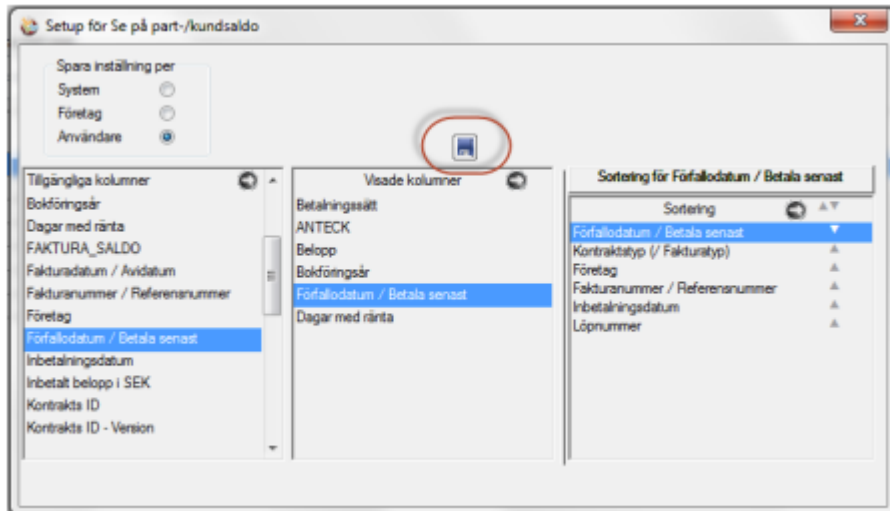 Setup för Se på part-/kundsaldo
Spara inställning per
System
Företag
Användare
Tillgängliga kolumner
Bokföringsår
Dagar med ränta
FAKTURA_SALDO
Fakturadatum / Avidatum
Fakturanummer / Referensnummer
Företag
Förfallodatum / Betala senast
Inbetalningsdatum
Inbetalt belopp i SEK
Kontrakts ID
Kontrakts ID - Version
Visade kolumner
Betalningssätt
ANTECK
Belopp
Bokföringsår
Förfallodatum / Betala senast
Dagar med ränta
Sortering för Förfallodatum / Betala senast
Sortering
Förfallodatum / Betala senast
Kontraktstyp (/ Fakturatyp)
Företag
Fakturanummer / Referensnummer
Inbetalningsdatum
Löpnummer